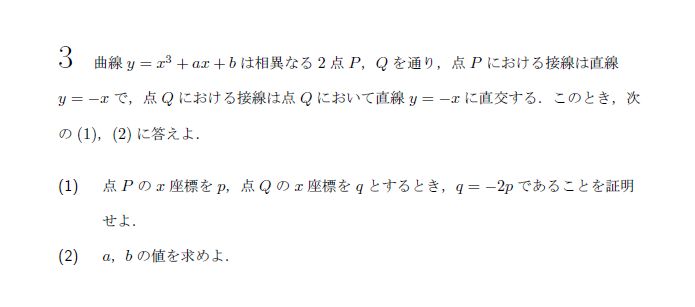 3 曲線 y = x³ + ax + b は相異なる 2 点 P, Q を通り，点 P における接線は直線
y = −x で，点 Q における接線は点 Q において直線 y = −x に直交する．このとき，次
の (1)，(2) に答えよ．
(1) 点 P の x 座標を p，点 Q の x 座標を q とするとき，q = −2p であることを証明
せよ．
(2) a，b の値を求めよ．